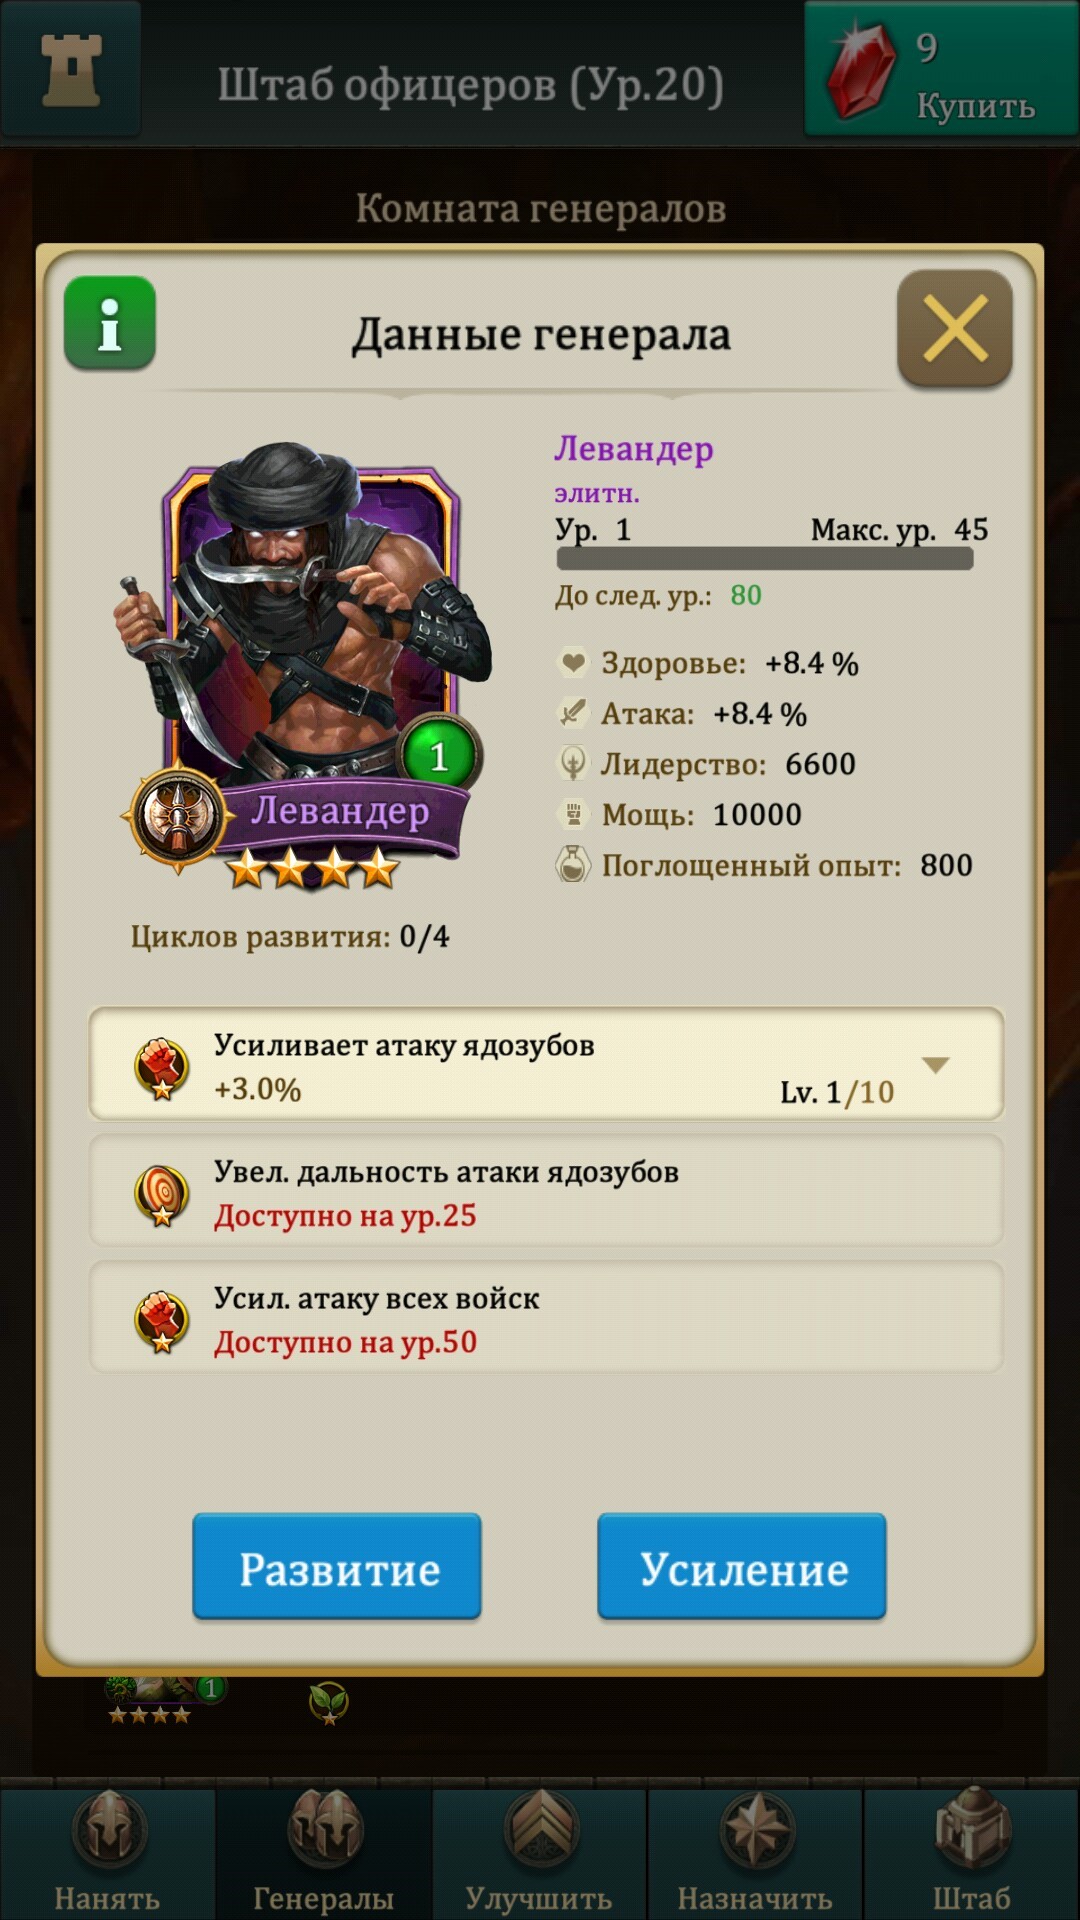 Штаб офицеров (Ур.20)
9
Купить
Комната генералов
Данные генерала
Левандер
элитн.
Ур. 1 Макс. ур. 45
До след. ур.: 80
Здоровье: +8.4 %
Атака: +8.4 %
Лидерство: 6600
Мощь: 10000
Поглощенный опыт: 800
1
Левандер
Циклов развития: 0/4
Усиливает атаку ядозубов
+3.0%
Lv. 1/10
Увел. дальность атаки ядозубов
Доступно на ур.25
Усил. атаку всех войск
Доступно на ур.50
Развитие
Усиление
1
Нанять
Генералы
Улучшить
Назначить
Штаб